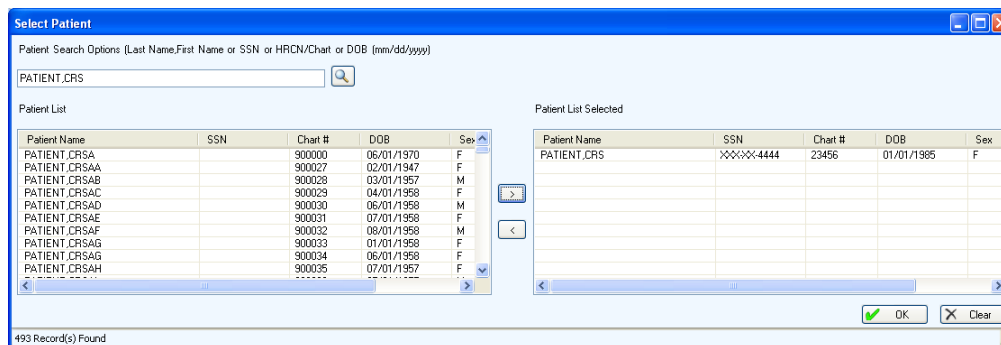 Select Patient
Patient Search Options (Last Name,First Name or SSN or HRCN/Chart or DOB (mm/dd/yyyy)
PATIENT,CRS
Patient List
Patient Name SSN Chart # DOB Sex
PATIENT,CRSA 900000 06/01/1970 F
PATIENT,CRSAA 900027 02/01/1947 F
PATIENT,CRSAB 900028 03/01/1957 M
PATIENT,CRSAC 900029 04/01/1958 F
PATIENT,CRSAD 900030 06/01/1958 M
PATIENT,CRSAE 900031 07/01/1958 F
PATIENT,CRSAF 900032 08/01/1958 M
PATIENT,CRSAG 900033 01/01/1958 F
PATIENT,CRSAG 900034 06/01/1958 F
PATIENT,CRSAH 900035 07/01/1957 F
>
<
Patient List Selected
Patient Name SSN Chart # DOB Sex
PATIENT,CRS XXX-XX-4444 23456 01/01/1985 F
OK Clear
493 Record(s) Found